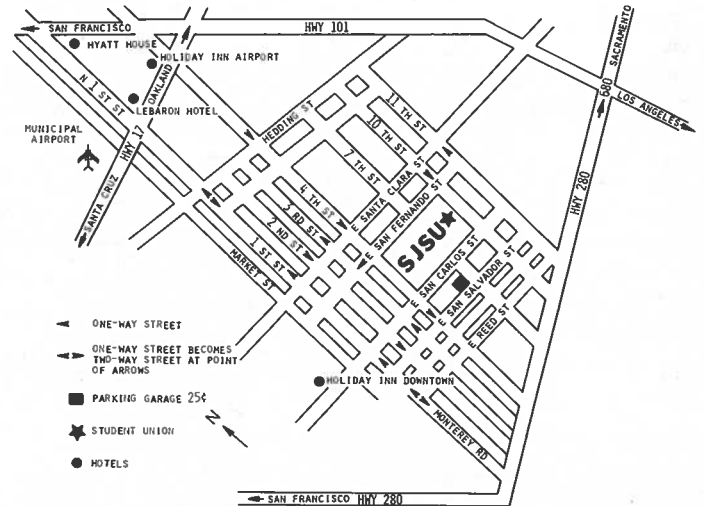 SAN FRANCISCO
HWY 101
HYATT HOUSE
HOLIDAY INN AIRPORT
N 1 ST ST
OAKLAND
LEBARON HOTEL
MUNICIPAL
AIRPORT
SANTA CRUZ HWY 17
HEDDING ST
11 TH ST
10 TH ST
7 TH ST
4 TH ST
3 RD ST
2 ND ST
1 ST ST
MARKET ST
E SANTA CLARA ST
E SAN FERNANDO ST
SJSU
E SAN CARLOS ST
E SAN SALVADOR ST
E REED ST
680 SACRAMENTO
LOS ANGELES
HWY 280
ONE-WAY STREET
ONE-WAY STREET BECOMES
TWO-WAY STREET AT POINT
OF ARROWS
PARKING GARAGE 25¢
STUDENT UNION
HOTELS
N
HOLIDAY INN DOWNTOWN
MONTEREY RD
SAN FRANCISCO HWY 280